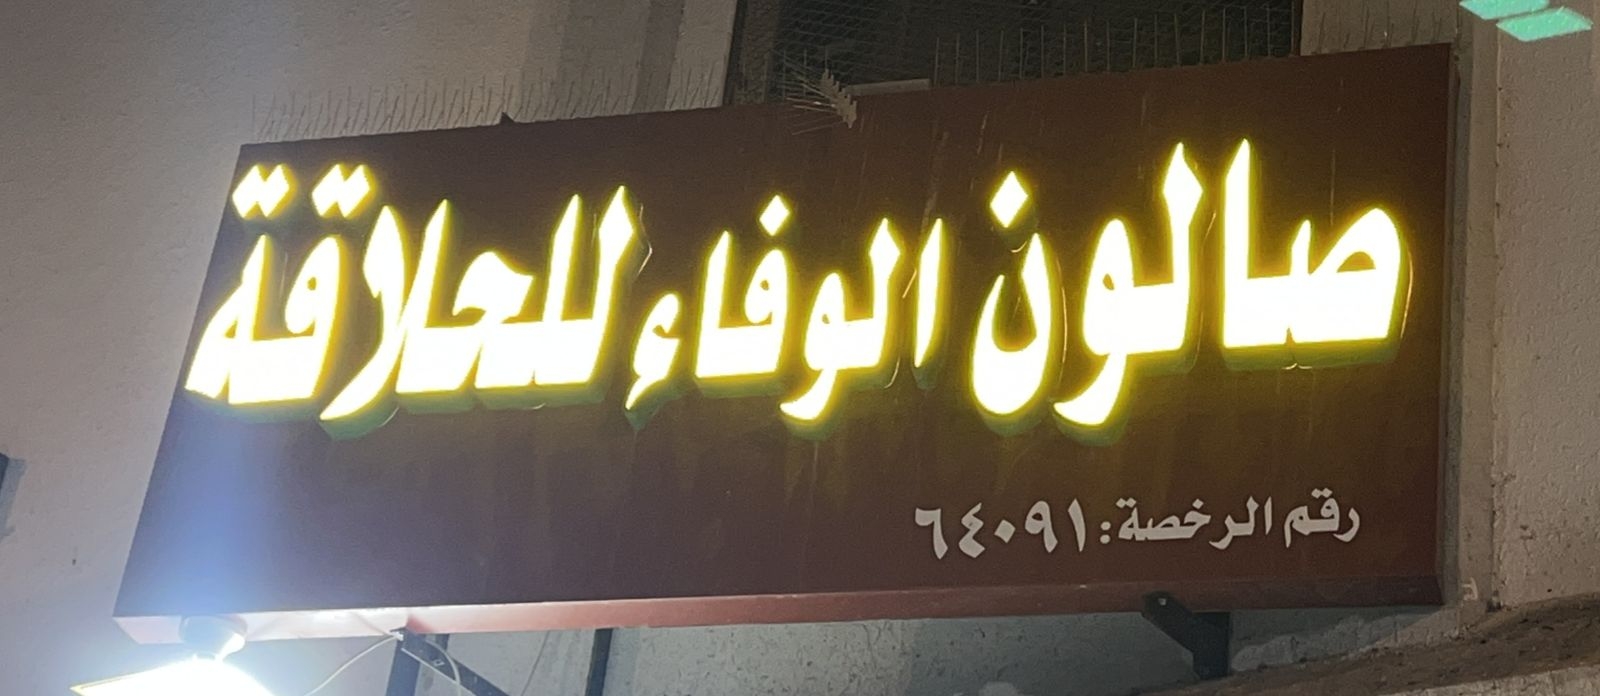 صالون الوفاء للحلاقة
رقم الرخصة: ٦٤٠٩١